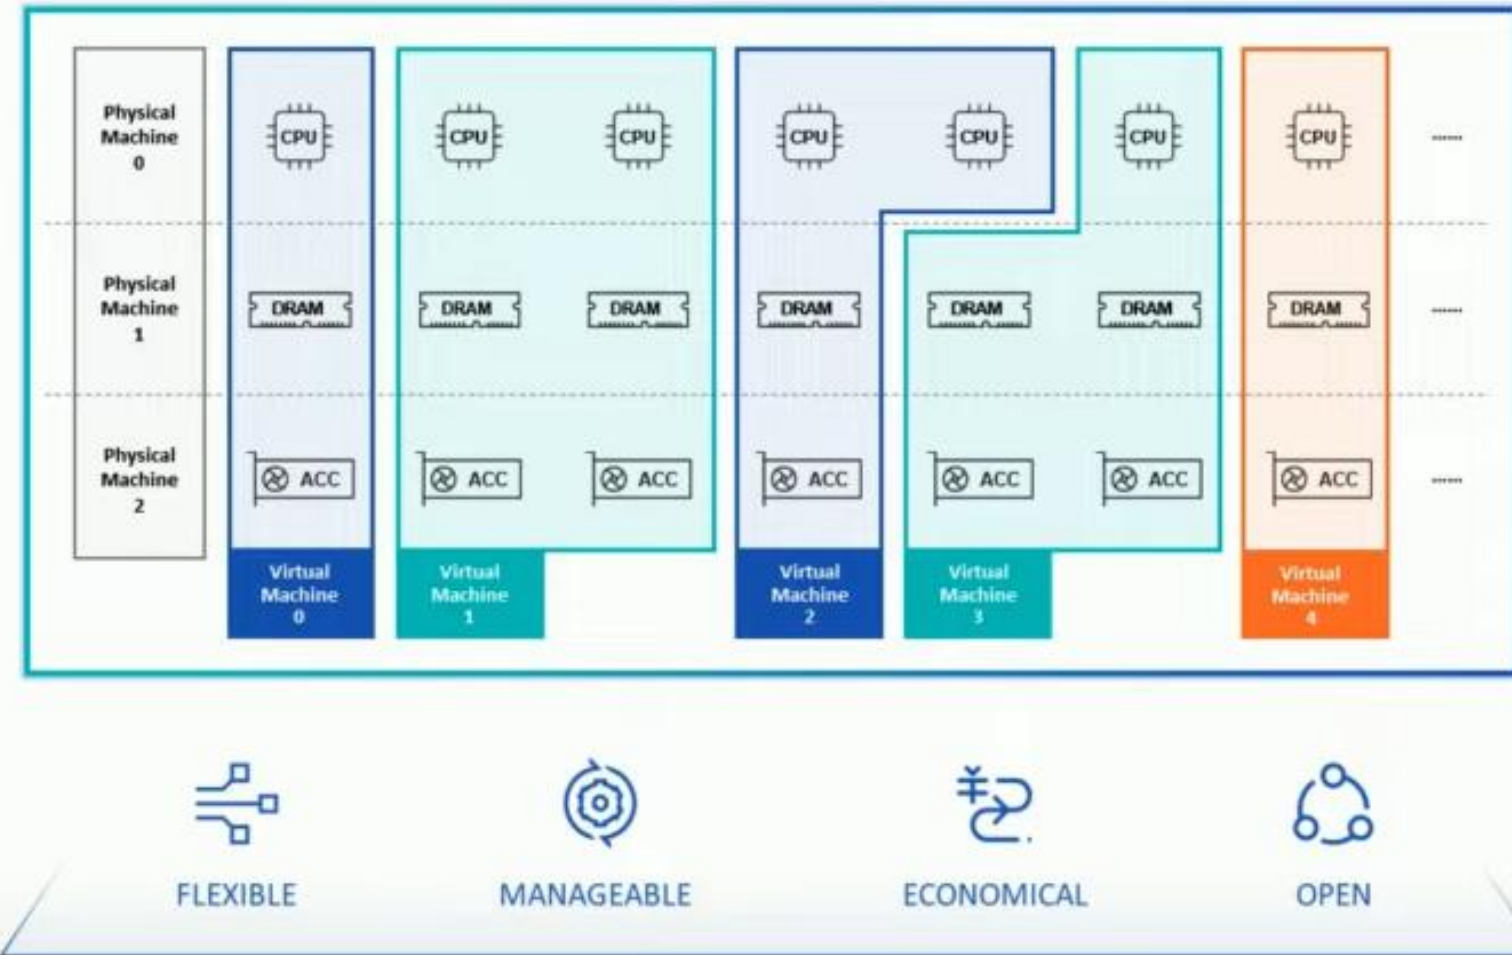 Physical
Machine
0
CPU
CPU
CPU
CPU
CPU
CPU
CPU
......
Physical
Machine
1
DRAM
DRAM
DRAM
DRAM
DRAM
DRAM
DRAM
......
Physical
Machine
2
ACC
ACC
ACC
ACC
ACC
ACC
ACC
......
Virtual
Machine
0
Virtual
Machine
1
Virtual
Machine
2
Virtual
Machine
3
Virtual
Machine
4
FLEXIBLE
MANAGEABLE
ECONOMICAL
OPEN